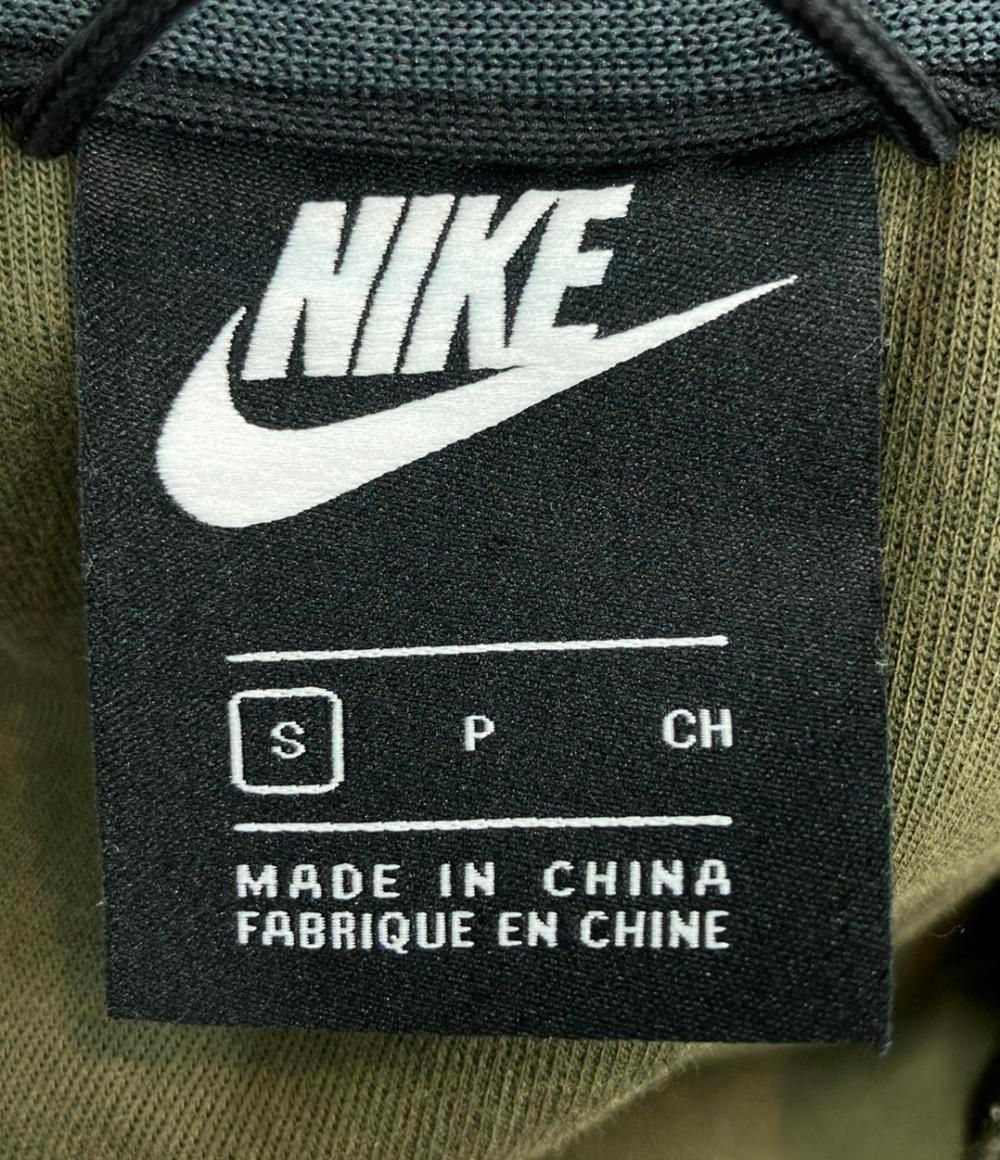 NIKE
S P CH
MADE IN CHINA
FABRIQUE EN CHINE